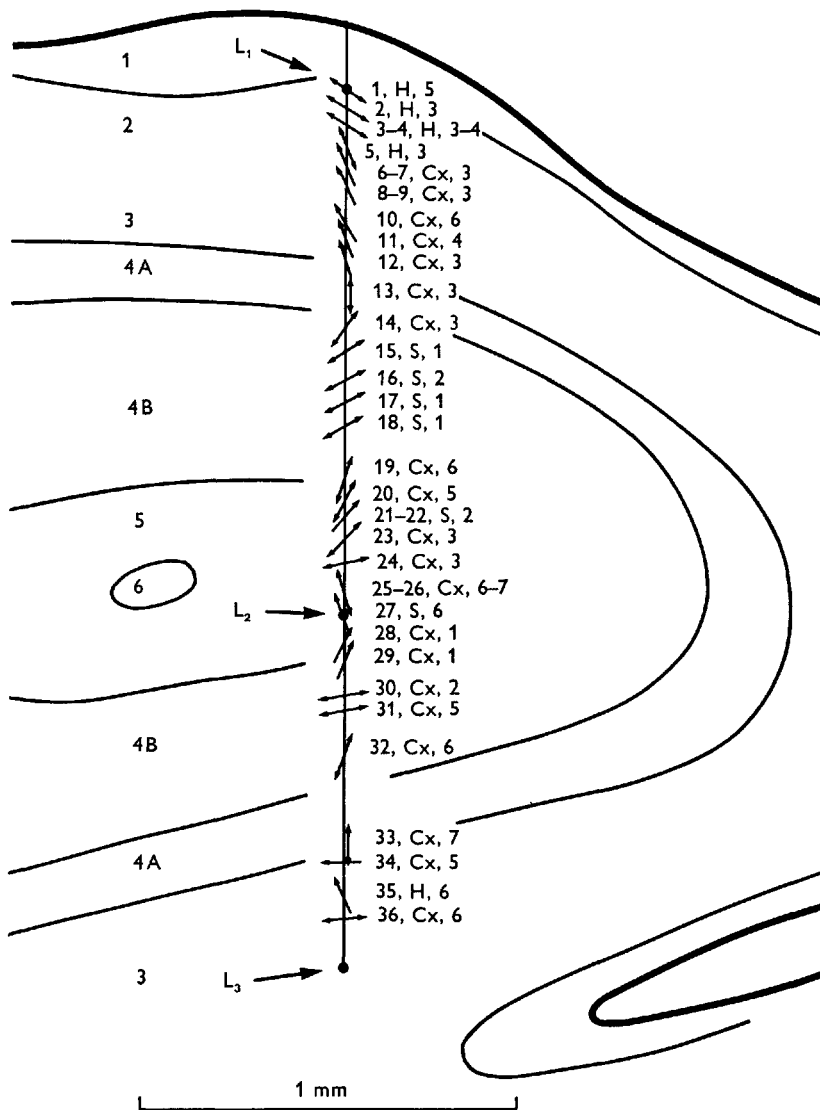 L₁
1
1, H, 5
2, H, 3
2
3–4, H, 3–4
5, H, 3
6–7, Cx, 3
8–9, Cx, 3
3
10, Cx, 6
11, Cx, 4
12, Cx, 3
4A
13, Cx, 3
14, Cx, 3
15, S, 1
16, S, 2
4B
17, S, 1
18, S, 1
19, Cx, 6
20, Cx, 5
5
21–22, S, 2
23, Cx, 3
24, Cx, 3
6
25–26, Cx, 6–7
L₂
27, S, 6
28, Cx, 1
29, Cx, 1
30, Cx, 2
31, Cx, 5
4B
32, Cx, 6
33, Cx, 7
4A
34, Cx, 5
35, H, 6
36, Cx, 6
3
L₃
1 mm